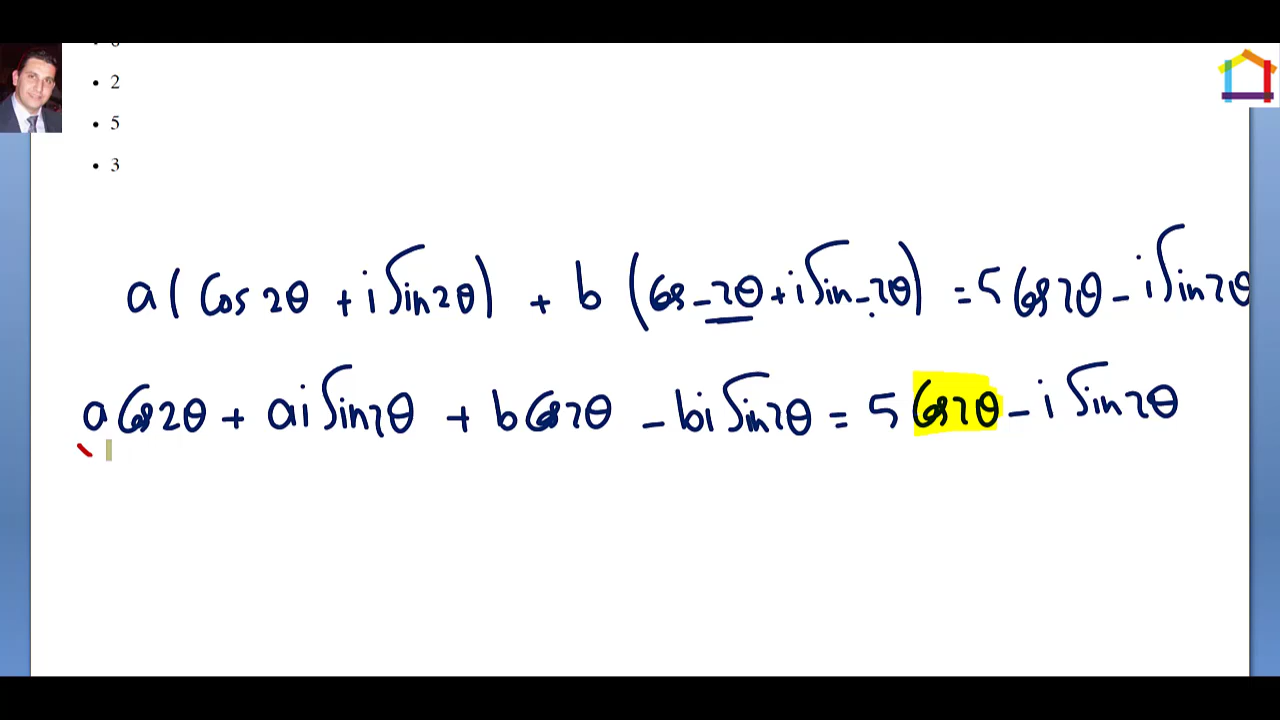 • 2
• 5
• 3
a(Cos 2θ + i Sin 2θ) + b (Cos -2θ + i Sin -2θ) = 5 Cos 2θ - i Sin 2θ
a Cos 2θ + ai Sin 2θ + b Cos 2θ - bi Sin 2θ = 5 Cos 2θ - i Sin 2θ